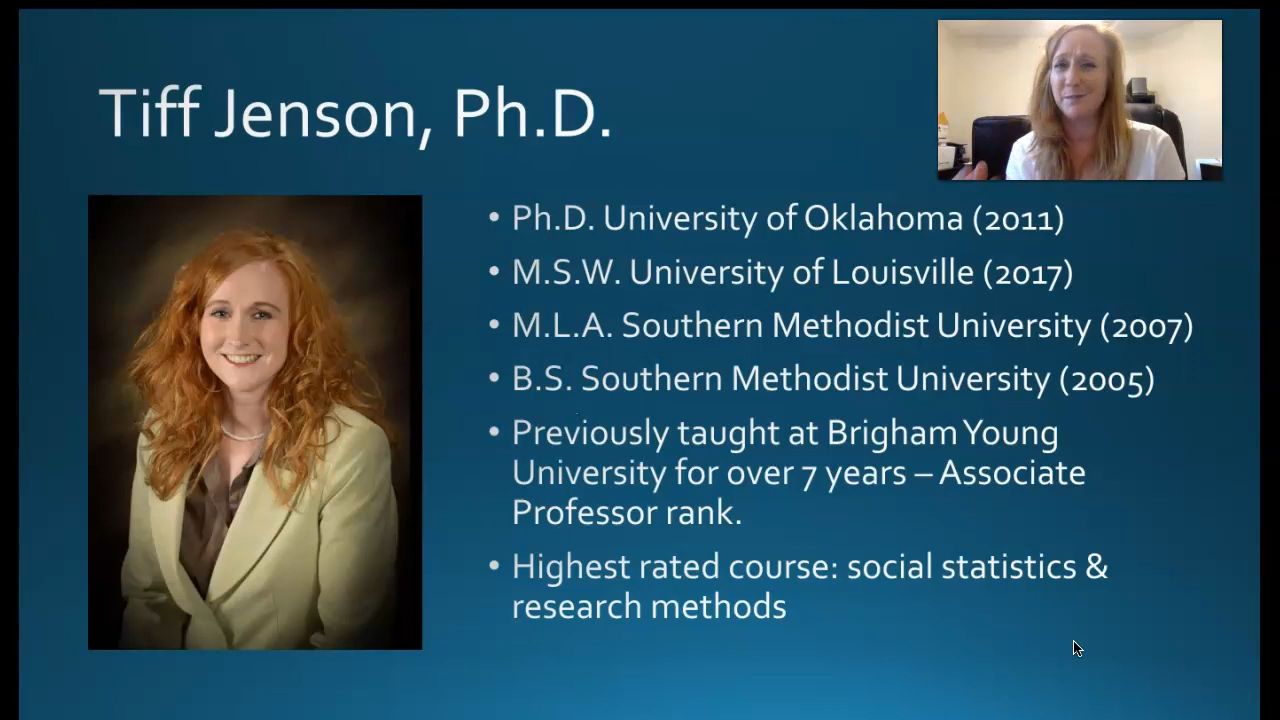 Tiff Jenson, Ph.D.
• Ph.D. University of Oklahoma (2011)
• M.S.W. University of Louisville (2017)
• M.L.A. Southern Methodist University (2007)
• B.S. Southern Methodist University (2005)
• Previously taught at Brigham Young
University for over 7 years – Associate
Professor rank.
• Highest rated course: social statistics &
research methods